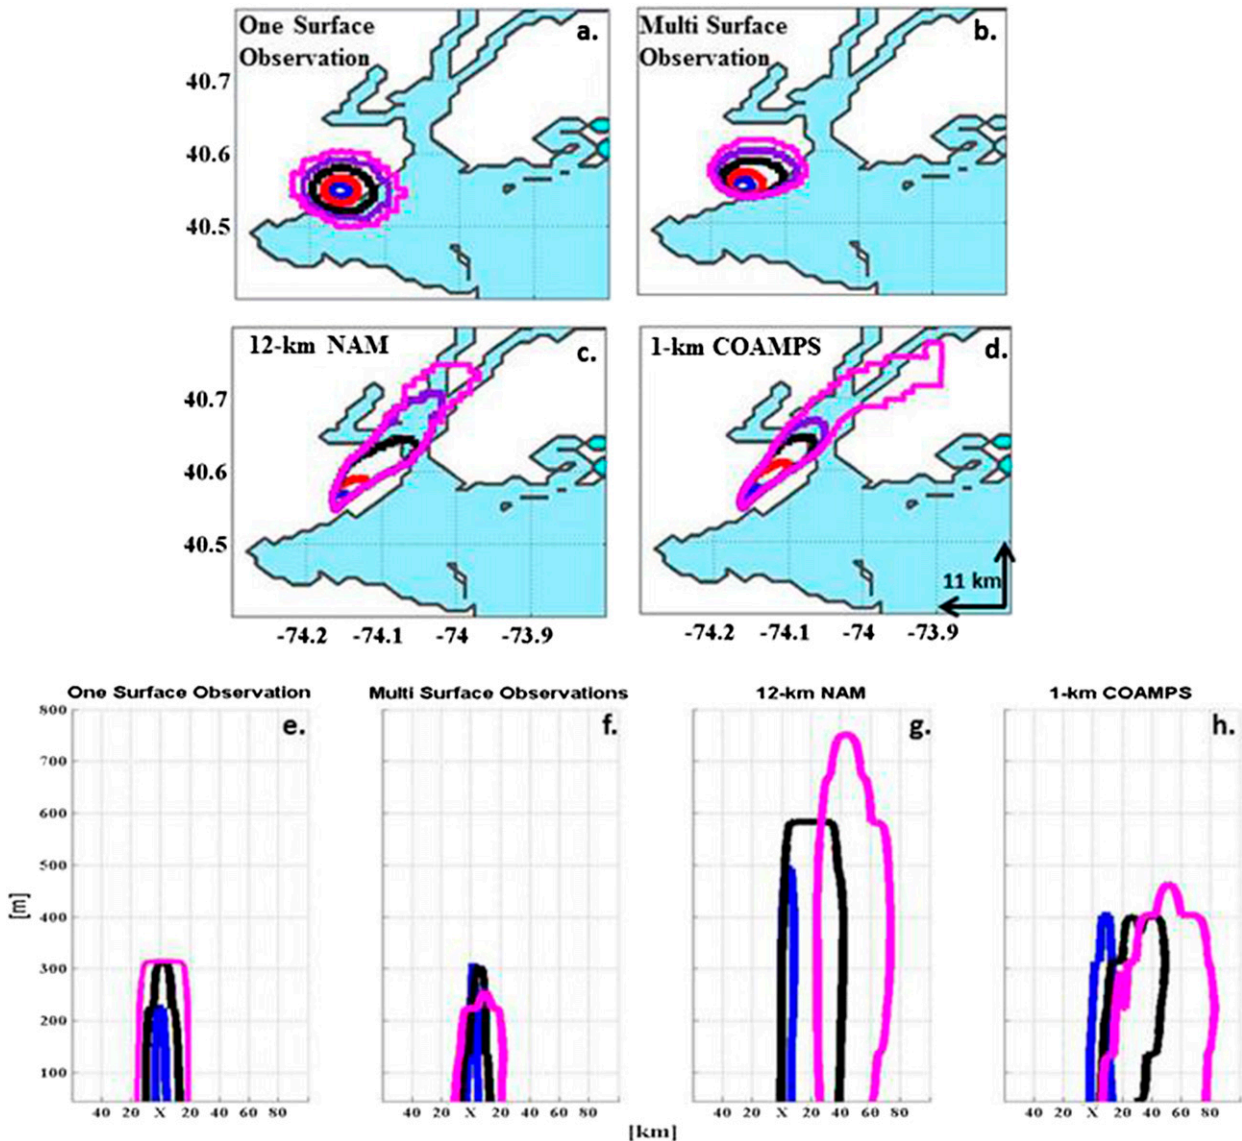 One Surface
Observation
a.
Multi Surface
Observation
b.
40.7
40.6
40.5
12-km NAM
c.
1-km COAMPS
d.
40.7
40.6
40.5
11 km
-74.2 -74.1 -74 -73.9
-74.2 -74.1 -74 -73.9
One Surface Observation
Multi Surface Observations
12-km NAM
1-km COAMPS
e.
f.
g.
h.
800
700
600
500
400
300
200
100
[m]
40 20 X 20 40 60 80
40 20 X 20 40 60 80
40 20 X 20 40 60 80
40 20 X 20 40 60 80
[km]